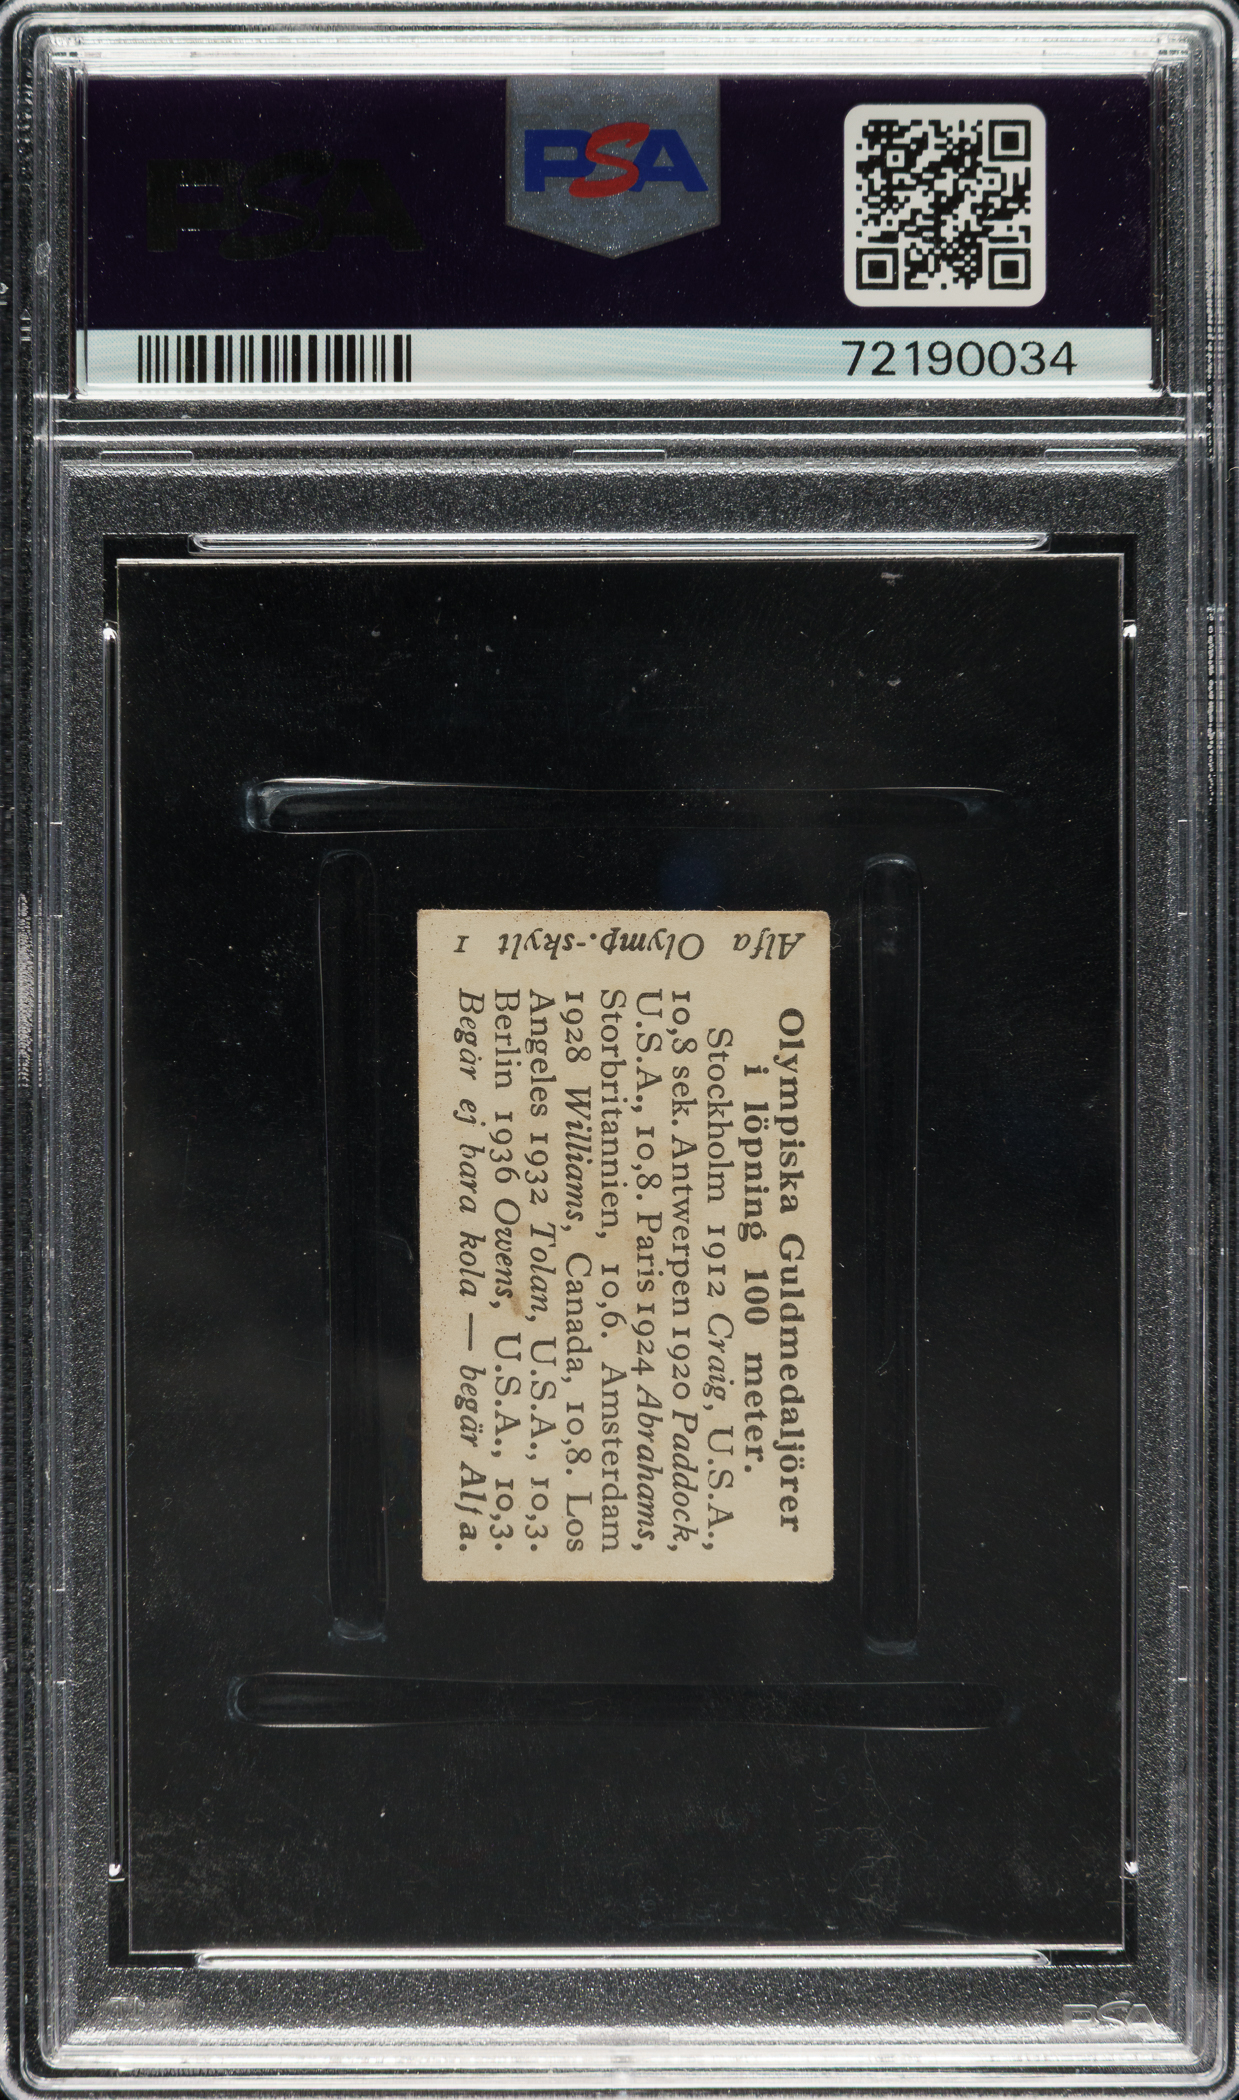 PSA
PSA
72190034
Alfa Olymp.-skylt 1
Olympiska Guldmedaljörer
i löpning 100 meter.
Stockholm 1912 Craig, U.S.A.,
10,8 sek. Antwerpen 1920 Paddock,
U.S.A., 10,8. Paris 1924 Abrahams,
Storbritannien, 10,6. Amsterdam
1928 Williams, Canada, 10,8. Los
Angeles 1932 Tolan, U.S.A., 10,3.
Berlin 1936 Owens, U.S.A., 10,3.
Begär ej bara kola — begär Alfa.
PSA